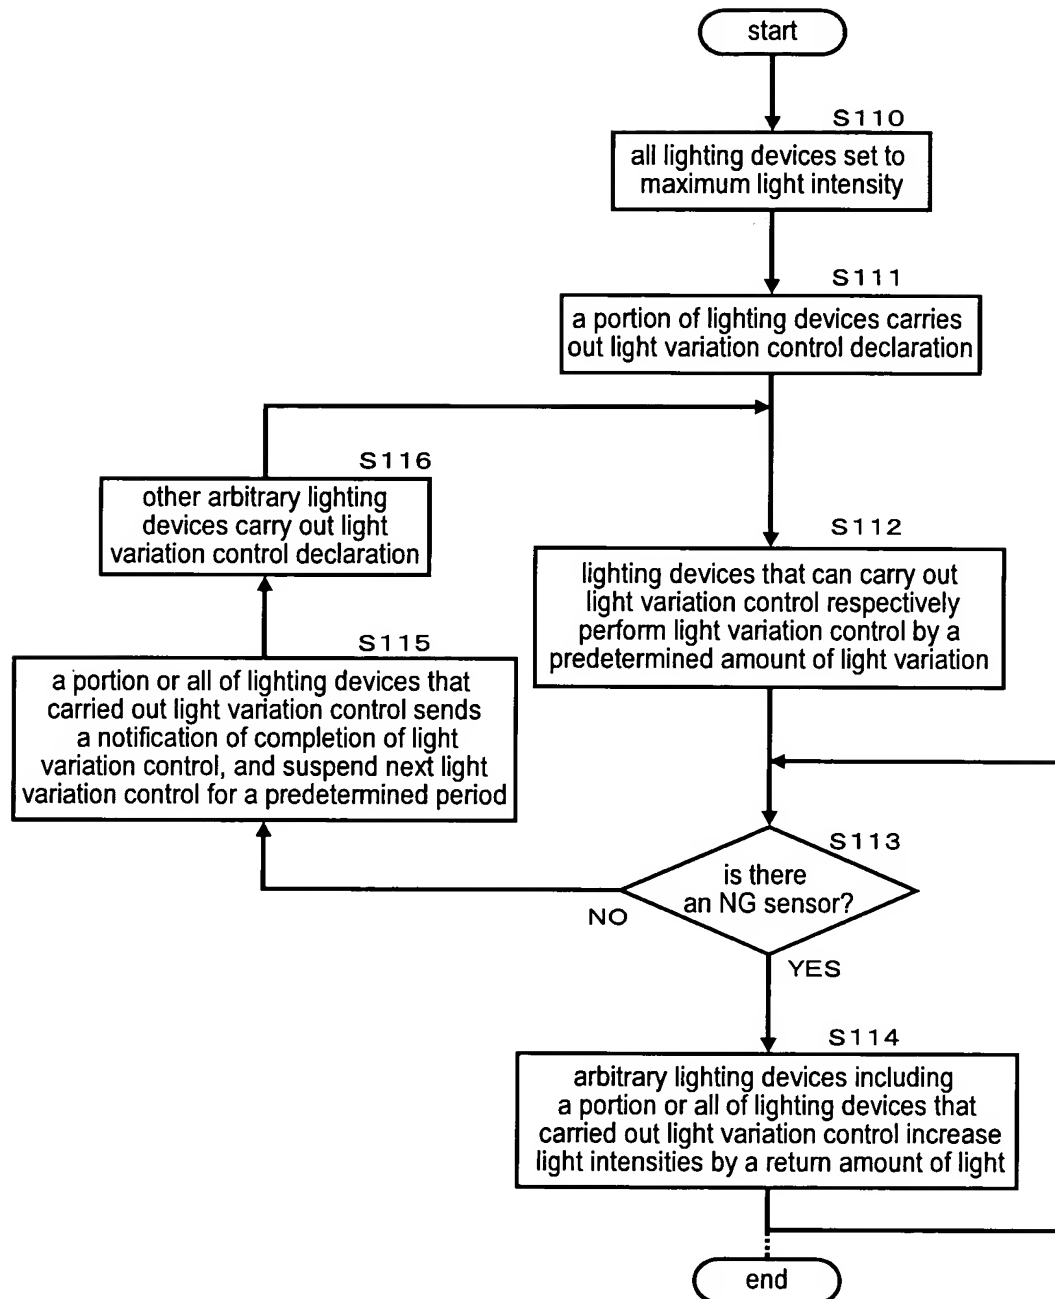 start
S110
all lighting devices set to
maximum light intensity
S111
a portion of lighting devices carries
out light variation control declaration
S116
other arbitrary lighting
devices carry out light
variation control declaration
S112
lighting devices that can carry out
light variation control respectively
perform light variation control by a
predetermined amount of light variation
S115
a portion or all of lighting devices that
carried out light variation control sends
a notification of completion of light
variation control, and suspend next light
variation control for a predetermined period
S113
is there
an NG sensor?
NO
YES
S114
arbitrary lighting devices including
a portion or all of lighting devices that
carried out light variation control increase
light intensities by a return amount of light
end